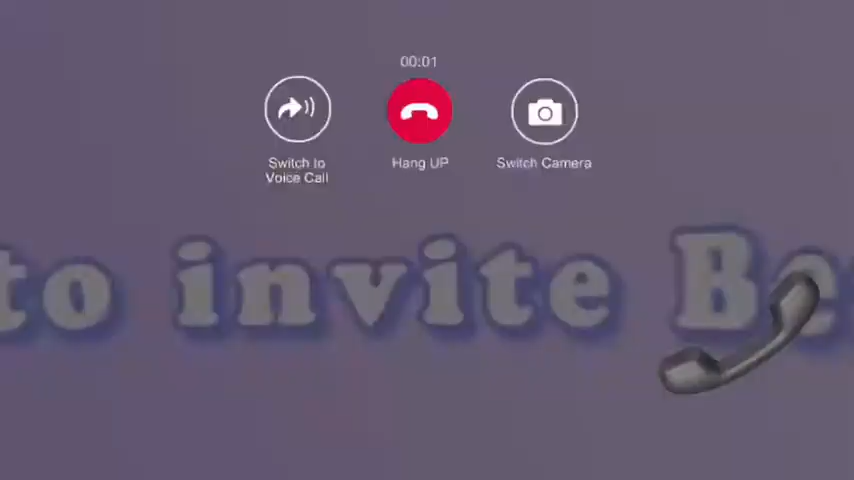 00:01
Switch to
Voice Call
Hang UP
Switch Camera
to invite